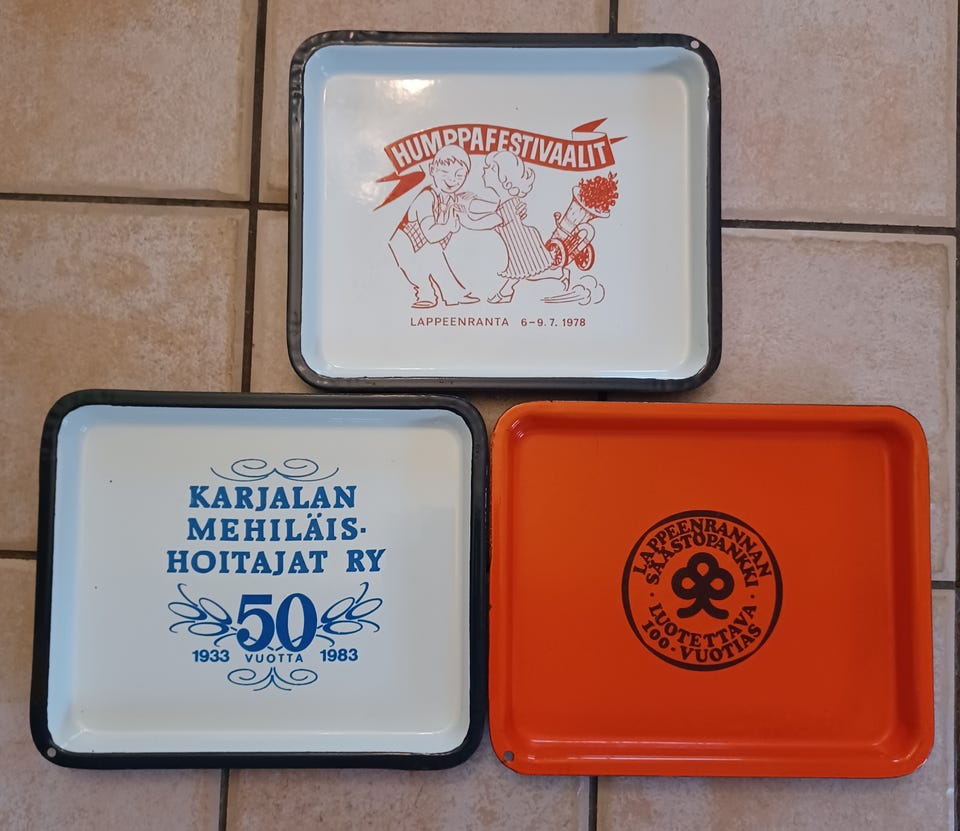 HUMPPAFESTIVAALIT
LAPPEENRANTA 6–9.7.1978
KARJALAN
MEHILÄIS-
HOITAJAT RY
50
1933 VUOTTA 1983
LAPPEENRANNAN
SÄÄSTÖPANKKI
· LUOTETTAVA ·
100-VUOTIAS